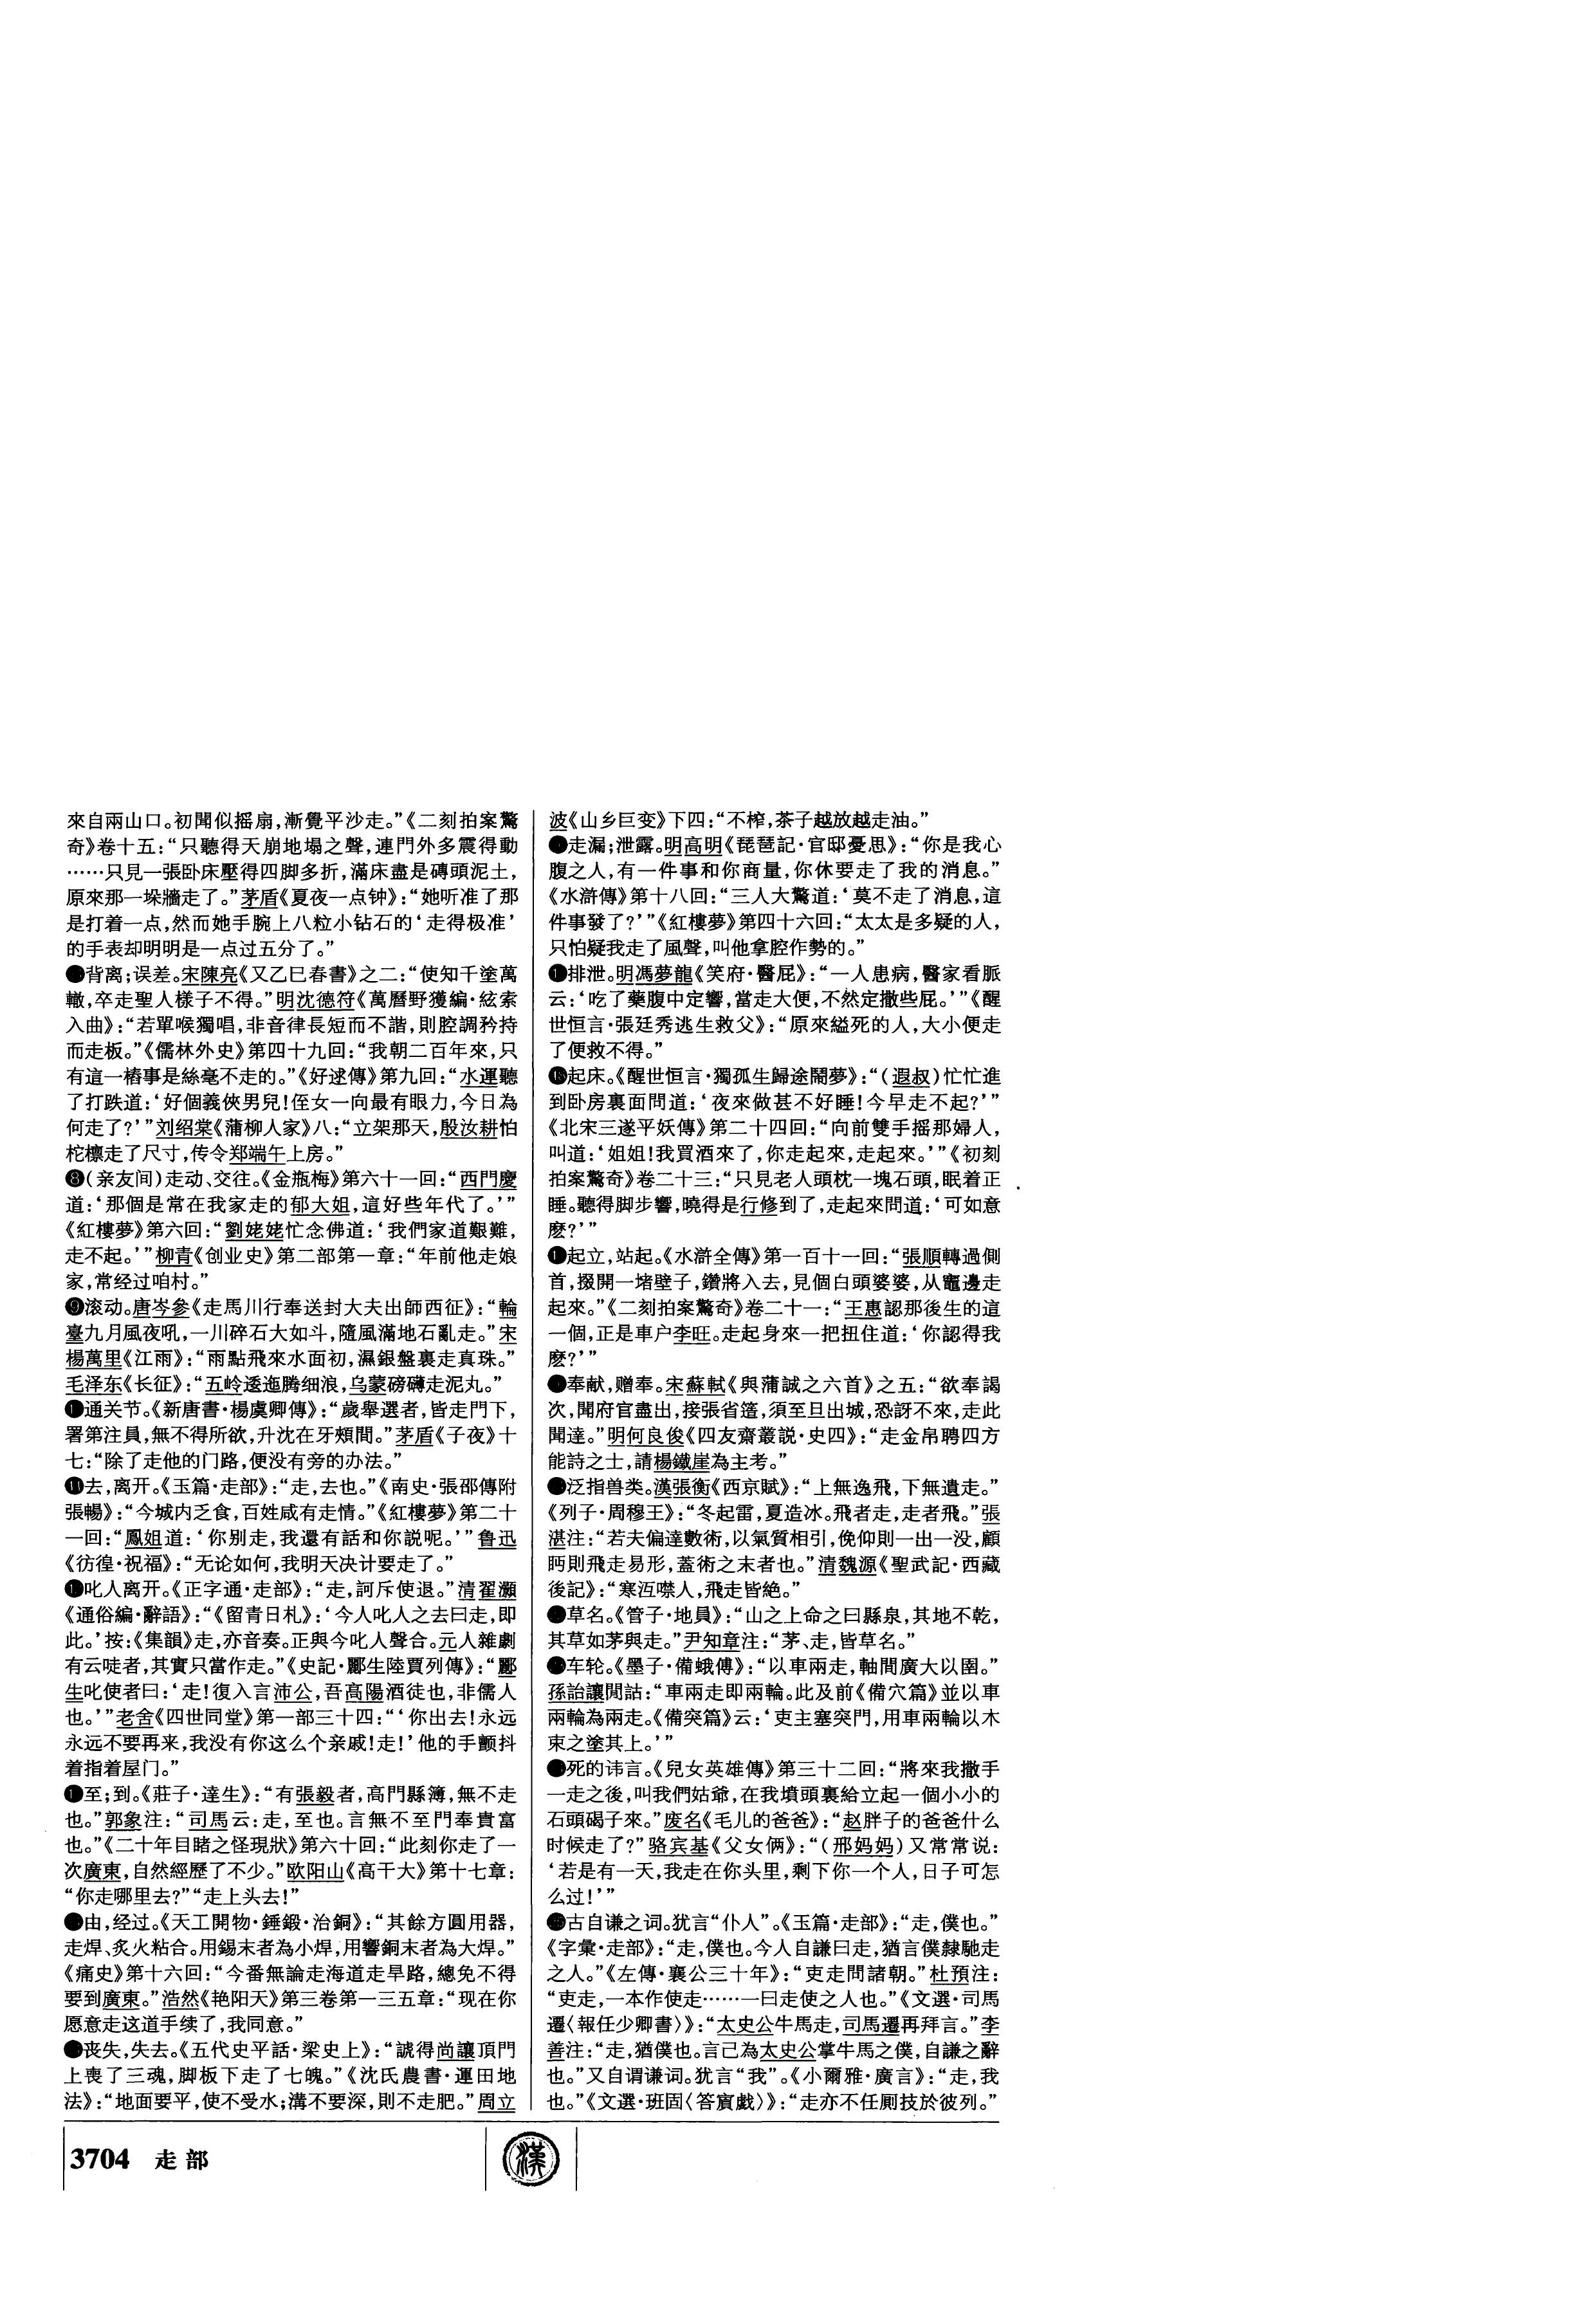 來自兩山口。初聞似摇扇,漸覺平沙走。”《二刻拍案驚
奇》卷十五:“只聽得天崩地塌之聲,連門外多震得動
……只見一張卧床壓得四脚多折,滿床盡是磚頭泥土,
原來那一垛牆走了。”茅盾《夏夜一点钟》:“她听准了那
是打着一点,然而她手腕上八粒小钻石的‘走得极准’
的手表却明明是一点过五分了。”
背离;误差。宋陳亮《又乙巳春書》之二:“使知千塗萬
轍,卒走聖人樣子不得。”明沈德符《萬曆野獲編·絃索
入曲》:“若單喉獨唱,非音律長短而不諧,則腔調矜持
而走板。”《儒林外史》第四十九回:“我朝二百年來,只
有這一樁事是絲毫不走的。”《好逑傳》第九回:“水運聽
了打跌道:‘好個義俠男兒!侄女一向最有眼力,今日為
何走了?’”刘绍棠《蒲柳人家》八:“立架那天,殷汝耕怕
柁檩走了尺寸,传令郑端午上房。”
❽(亲友间)走动、交往。《金瓶梅》第六十一回:“西門慶
道:‘那個是常在我家走的郁大姐,這好些年代了。’”
《紅樓夢》第六回:“劉姥姥忙念佛道:‘我們家道艱難,
走不起。’”柳青《创业史》第二部第一章:“年前他走娘
家,常经过咱村。”
❾滚动。唐岑參《走馬川行奉送封大夫出師西征》:“輪
臺九月風夜吼,一川碎石大如斗,隨風滿地石亂走。”宋
楊萬里《江雨》:“雨點飛來水面初,濕銀盤裏走真珠。”
毛泽东《长征》:“五岭逶迤腾细浪,乌蒙磅礴走泥丸。”
通关节。《新唐書·楊虞卿傳》:“歲舉選者,皆走門下,
署第注員,無不得所欲,升沈在牙頰間。”茅盾《子夜》十
七:“除了走他的门路,便没有旁的办法。”
⓫去,离开。《玉篇·走部》:“走,去也。”《南史·張邵傳附
張暢》:“今城内乏食,百姓咸有走情。”《紅樓夢》第二十
一回:“鳳姐道:‘你别走,我還有話和你説呢。’”鲁迅
《彷徨·祝福》:“无论如何,我明天决计要走了。”
叱人离开。《正字通·走部》:“走,訶斥使退。”清翟灝
《通俗編·辭語》:“《留青日札》:‘今人叱人之去曰走,即
此。’按:《集韻》走,亦音奏。正與今叱人聲合。元人雜劇
有云唗者,其實只當作走。”《史記·酈生陸賈列傳》:“酈
生叱使者曰:‘走!復入言沛公,吾高陽酒徒也,非儒人
也。’”老舍《四世同堂》第一部三十四:“‘你出去!永远
永远不要再来,我没有你这么个亲戚!走!’他的手颤抖
着指着屋门。”
至;到。《莊子·達生》:“有張毅者,高門縣簿,無不走
也。”郭象注:“司馬云:走,至也。言無不至門奉貴富
也。”《二十年目睹之怪現狀》第六十回:“此刻你走了一
次廣東,自然經歷了不少。”欧阳山《高干大》第十七章:
“你走哪里去?”“走上头去!”
由,经过。《天工開物·錘鍛·治銅》:“其餘方圓用器,
走焊、炙火粘合。用錫末者為小焊,用響銅末者為大焊。”
《痛史》第十六回:“今番無論走海道走旱路,總免不得
要到廣東。”浩然《艳阳天》第三卷第一三五章:“现在你
愿意走这道手续了,我同意。”
丧失,失去。《五代史平話·梁史上》:“諕得尚讓頂門
上喪了三魂,脚板下走了七魄。”《沈氏農書·運田地
法》:“地面要平,使不受水;溝不要深,則不走肥。”周立
波《山乡巨变》下四:“不榨,茶子越放越走油。”
走漏;泄露。明高明《琵琶記·官邸憂思》:“你是我心
腹之人,有一件事和你商量,你休要走了我的消息。”
《水滸傳》第十八回:“三人大驚道:‘莫不走了消息,這
件事發了?’”《紅樓夢》第四十六回:“太太是多疑的人,
只怕疑我走了風聲,叫他拿腔作勢的。”
排泄。明馮夢龍《笑府·醫屁》:“一人患病,醫家看脈
云:‘吃了藥腹中定響,當走大便,不然定撒些屁。’”《醒
世恒言·張廷秀逃生救父》:“原來縊死的人,大小便走
了便救不得。”
⓲起床。《醒世恒言·獨孤生歸途鬧夢》:“(遐叔)忙忙進
到卧房裏面問道:‘夜來做甚不好睡!今早走不起?’”
《北宋三遂平妖傳》第二十四回:“向前雙手摇那婦人,
叫道:‘姐姐!我買酒來了,你走起來,走起來。’”《初刻
拍案驚奇》卷二十三:“只見老人頭枕一塊石頭,眠着正
睡。聽得脚步響,曉得是行修到了,走起來問道:‘可如意
麽?’”
起立,站起。《水滸全傳》第一百十一回:“張順轉過側
首,掇開一堵壁子,鑽將入去,見個白頭婆婆,从竈邊走
起來。”《二刻拍案驚奇》卷二十一:“王惠認那後生的這
一個,正是車户李旺。走起身來一把扭住道:‘你認得我
麽?’”
奉献,赠奉。宋蘇軾《與蒲誠之六首》之五:“欲奉謁
次,聞府官盡出,接張省篴,須至旦出城,恐訝不來,走此
聞達。”明何良俊《四友齋叢説·史四》:“走金帛聘四方
能詩之士,請楊鐵崖為主考。”
泛指兽类。漢張衡《西京賦》:“上無逸飛,下無遺走。”
《列子·周穆王》:“冬起雷,夏造冰。飛者走,走者飛。”張
湛注:“若夫偏達數術,以氣質相引,俛仰則一出一没,顧
眄則飛走易形,蓋術之末者也。”清魏源《聖武記·西藏
後記》:“寒沍噤人,飛走皆絶。”
草名。《管子·地員》:“山之上命之曰縣泉,其地不乾,
其草如茅與走。”尹知章注:“茅、走,皆草名。”
车轮。《墨子·備蛾傅》:“以車兩走,軸間廣大以圉。”
孫詒讓閒詁:“車兩走即兩輪。此及前《備穴篇》並以車
兩輪為兩走。《備突篇》云:‘吏主塞突門,用車兩輪以木
束之塗其上。’”
死的讳言。《兒女英雄傳》第三十二回:“將來我撒手
一走之後,叫我們姑爺,在我墳頭裏給立起一個小小的
石頭碣子來。”废名《毛儿的爸爸》:“赵胖子的爸爸什么
时候走了?”骆宾基《父女俩》:“(邢妈妈)又常常说:
‘若是有一天,我走在你头里,剩下你一个人,日子可怎
么过!’”
古自谦之词。犹言“仆人”。《玉篇·走部》:“走,僕也。”
《字彙·走部》:“走,僕也。今人自謙曰走,猶言僕隸馳走
之人。”《左傳·襄公三十年》:“吏走問諸朝。”杜預注:
“吏走,一本作使走……一曰走使之人也。”《文選·司馬
遷〈報任少卿書〉》:“太史公牛馬走,司馬遷再拜言。”李
善注:“走,猶僕也。言己為太史公掌牛馬之僕,自謙之辭
也。”又自谓谦词。犹言“我”。《小爾雅·廣言》:“走,我
也。”《文選·班固〈答賓戲〉》:“走亦不任厠技於彼列。”
3704 走部
漢